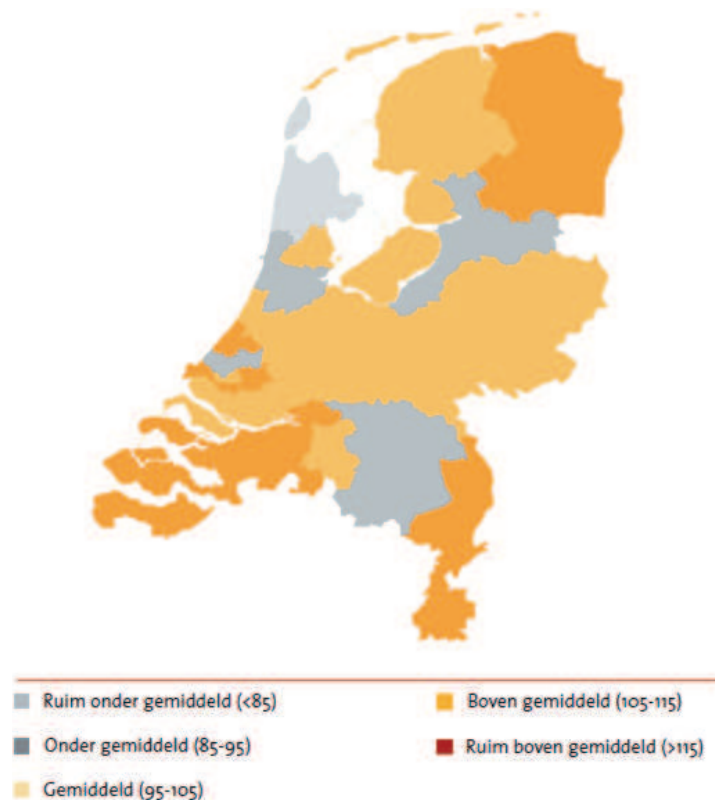 Ruim onder gemiddeld (<85)
Onder gemiddeld (85-95)
Gemiddeld (95-105)
Boven gemiddeld (105-115)
Ruim boven gemiddeld (>115)